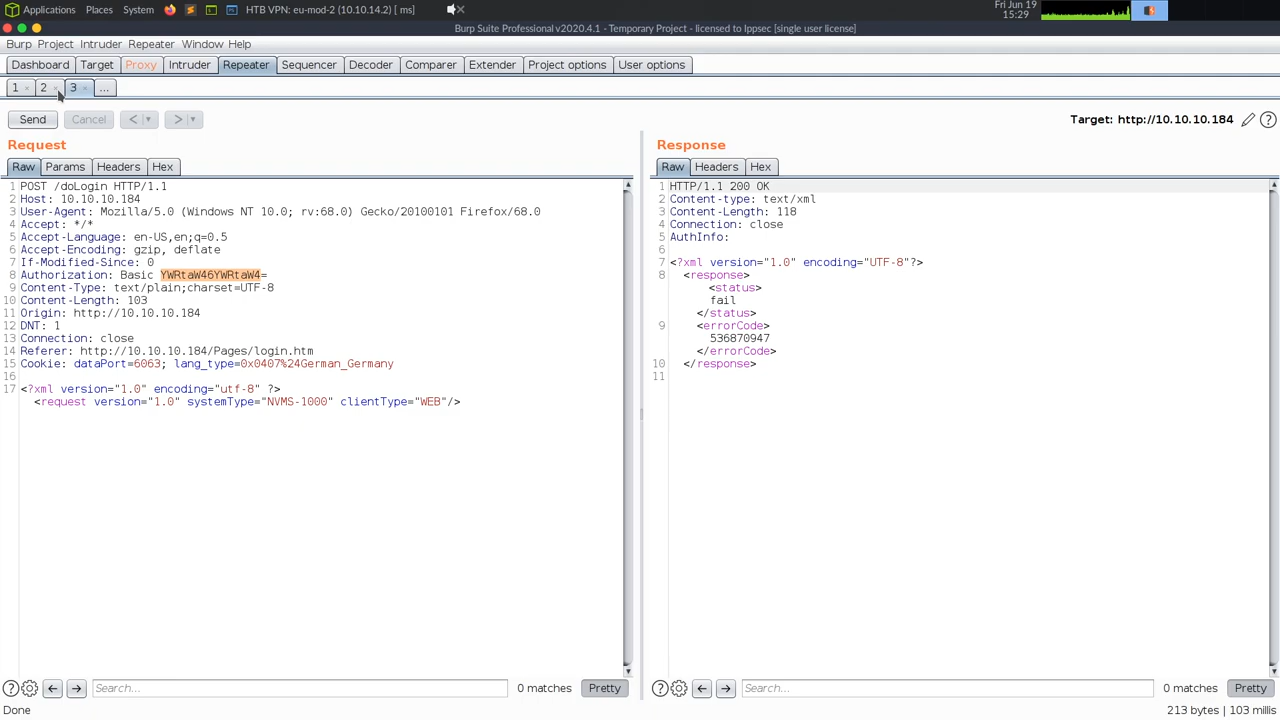 Applications Places System HTB VPN: eu-mod-2 (10.10.14.2) [ ms] Fri Jun 19 15:29
Burp Suite Professional v2020.4.1 - Temporary Project - licensed to Ippsec [single user license]
Burp Project Intruder Repeater Window Help
Dashboard Target Proxy Intruder Repeater Sequencer Decoder Comparer Extender Project options User options
1 × 2 × 3 × ...
Send Cancel < > Target: http://10.10.10.184 ?
Request
Raw Params Headers Hex
1 POST /doLogin HTTP/1.1
2 Host: 10.10.10.184
3 User-Agent: Mozilla/5.0 (Windows NT 10.0; rv:68.0) Gecko/20100101 Firefox/68.0
4 Accept: */*
5 Accept-Language: en-US,en;q=0.5
6 Accept-Encoding: gzip, deflate
7 If-Modified-Since: 0
8 Authorization: Basic YWRtaW46YWRtaW4=
9 Content-Type: text/plain;charset=UTF-8
10 Content-Length: 103
11 Origin: http://10.10.10.184
12 DNT: 1
13 Connection: close
14 Referer: http://10.10.10.184/Pages/login.htm
15 Cookie: dataPort=6063; lang_type=0x0407%24German_Germany
16
17 <?xml version="1.0" encoding="utf-8" ?>
<request version="1.0" systemType="NVMS-1000" clientType="WEB"/>
? Search... 0 matches Pretty
Response
Raw Headers Hex
1 HTTP/1.1 200 OK
2 Content-type: text/xml
3 Content-Length: 118
4 Connection: close
5 AuthInfo:
6
7 <?xml version="1.0" encoding="UTF-8"?>
8 <response>
<status>
fail
</status>
9 <errorCode>
536870947
</errorCode>
10 </response>
11
? Search... 0 matches Pretty
Done 213 bytes | 103 millis